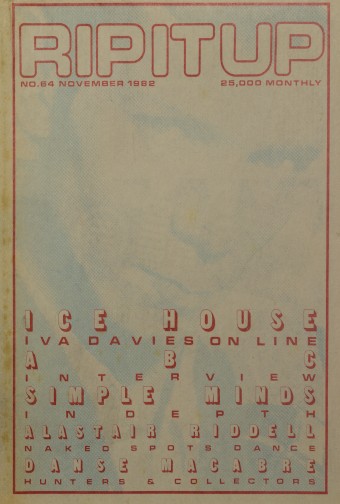 RIPITUP
NO.64 NOVEMBER 1982 25,000 MONTHLY
ICE HOUSE
IVA DAVIES ON LINE
ABC
INTERVIEW
SIMPLE MINDS
IN DEPTH
ALASTAIR RIDDELL
NAKED SPOTS DANCE
DANSE MACABRE
HUNTERS & COLLECTORS